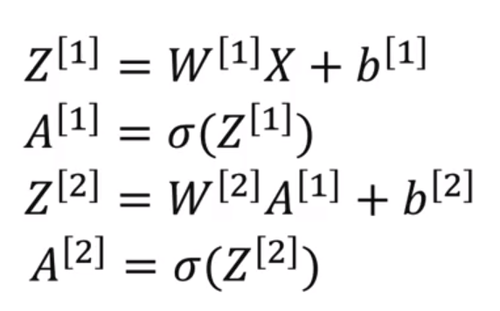 Z^[1] = W^[1]X + b^[1]
A^[1] = σ(Z^[1])
Z^[2] = W^[2]A^[1] + b^[2]
A^[2] = σ(Z^[2])